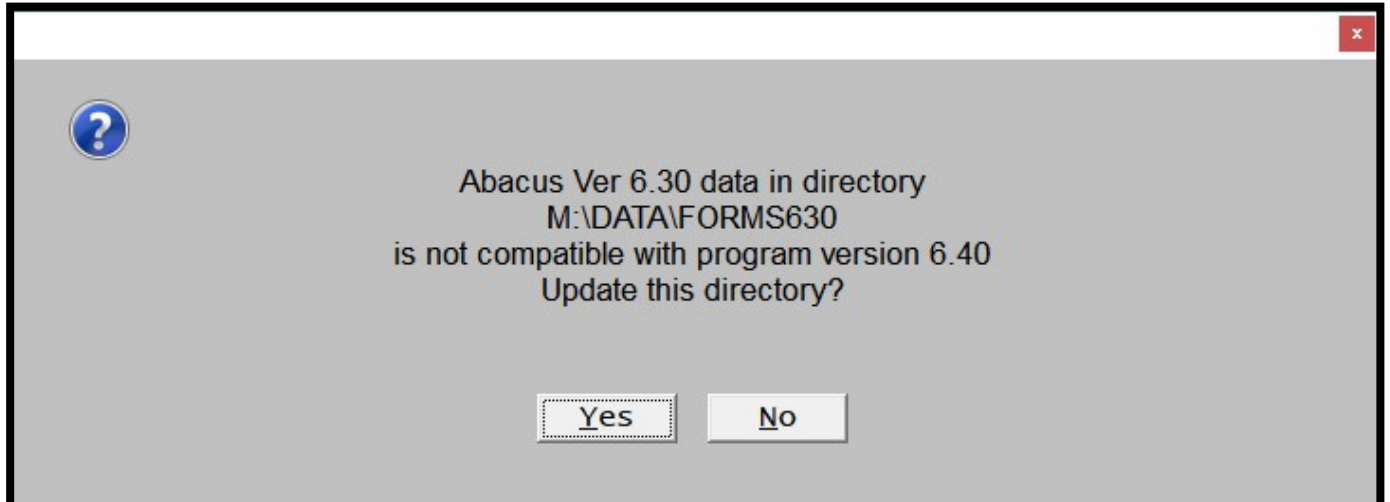 x
?
Abacus Ver 6.30 data in directory
M:\DATA\FORMS630
is not compatible with program version 6.40
Update this directory?
Yes No